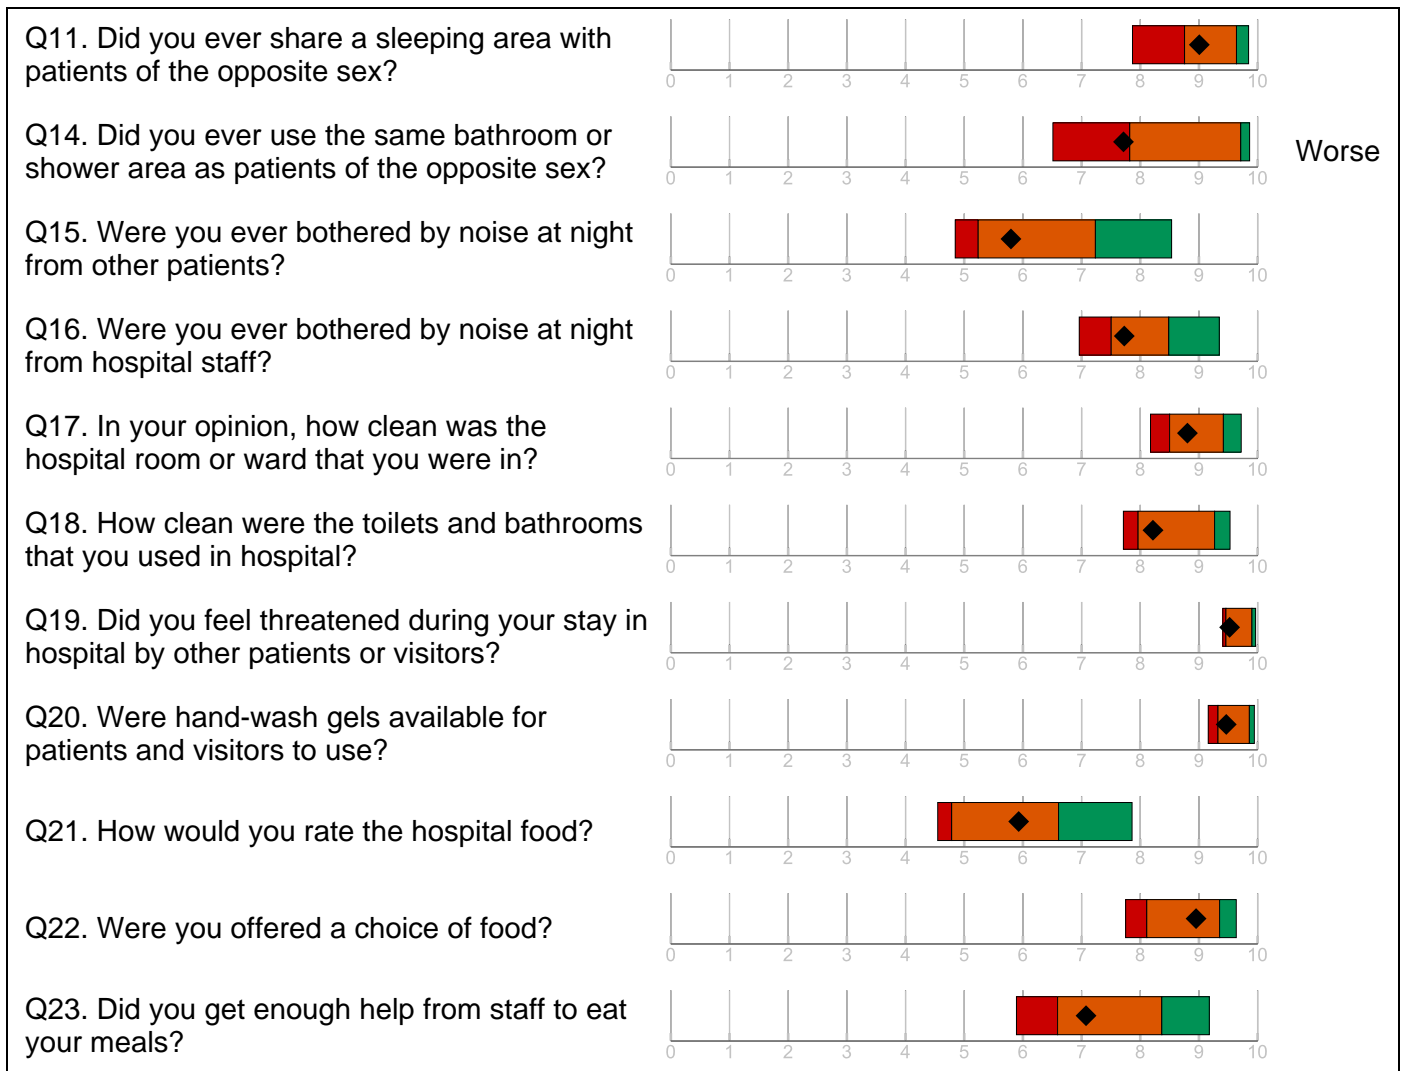 Q11. Did you ever share a sleeping area with
patients of the opposite sex?
0 1 2 3 4 5 6 7 8 9 10
Q14. Did you ever use the same bathroom or
shower area as patients of the opposite sex?
0 1 2 3 4 5 6 7 8 9 10
Worse
Q15. Were you ever bothered by noise at night
from other patients?
0 1 2 3 4 5 6 7 8 9 10
Q16. Were you ever bothered by noise at night
from hospital staff?
0 1 2 3 4 5 6 7 8 9 10
Q17. In your opinion, how clean was the
hospital room or ward that you were in?
0 1 2 3 4 5 6 7 8 9 10
Q18. How clean were the toilets and bathrooms
that you used in hospital?
0 1 2 3 4 5 6 7 8 9 10
Q19. Did you feel threatened during your stay in
hospital by other patients or visitors?
0 1 2 3 4 5 6 7 8 9 10
Q20. Were hand-wash gels available for
patients and visitors to use?
0 1 2 3 4 5 6 7 8 9 10
Q21. How would you rate the hospital food?
0 1 2 3 4 5 6 7 8 9 10
Q22. Were you offered a choice of food?
0 1 2 3 4 5 6 7 8 9 10
Q23. Did you get enough help from staff to eat
your meals?
0 1 2 3 4 5 6 7 8 9 10